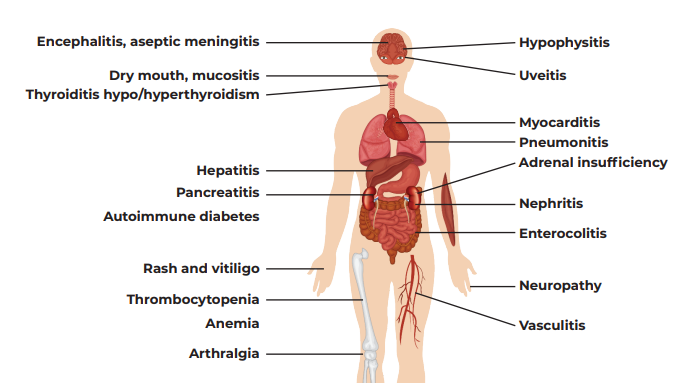 Encephalitis, aseptic meningitis
Dry mouth, mucositis
Thyroiditis hypo/hyperthyroidism
Hepatitis
Pancreatitis
Autoimmune diabetes
Rash and vitiligo
Thrombocytopenia
Anemia
Arthralgia
Hypophysitis
Uveitis
Myocarditis
Pneumonitis
Adrenal insufficiency
Nephritis
Enterocolitis
Neuropathy
Vasculitis